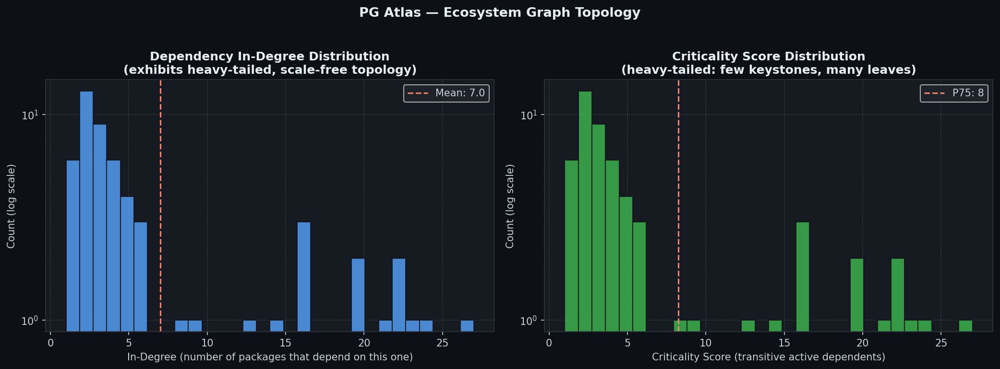 PG Atlas — Ecosystem Graph Topology
Dependency In-Degree Distribution
(exhibits heavy-tailed, scale-free topology)
Mean: 7.0
Count (log scale)
10¹
10⁰
0 5 10 15 20 25
In-Degree (number of packages that depend on this one)
Criticality Score Distribution
(heavy-tailed: few keystones, many leaves)
P75: 8
Count (log scale)
10¹
10⁰
0 5 10 15 20 25
Criticality Score (transitive active dependents)